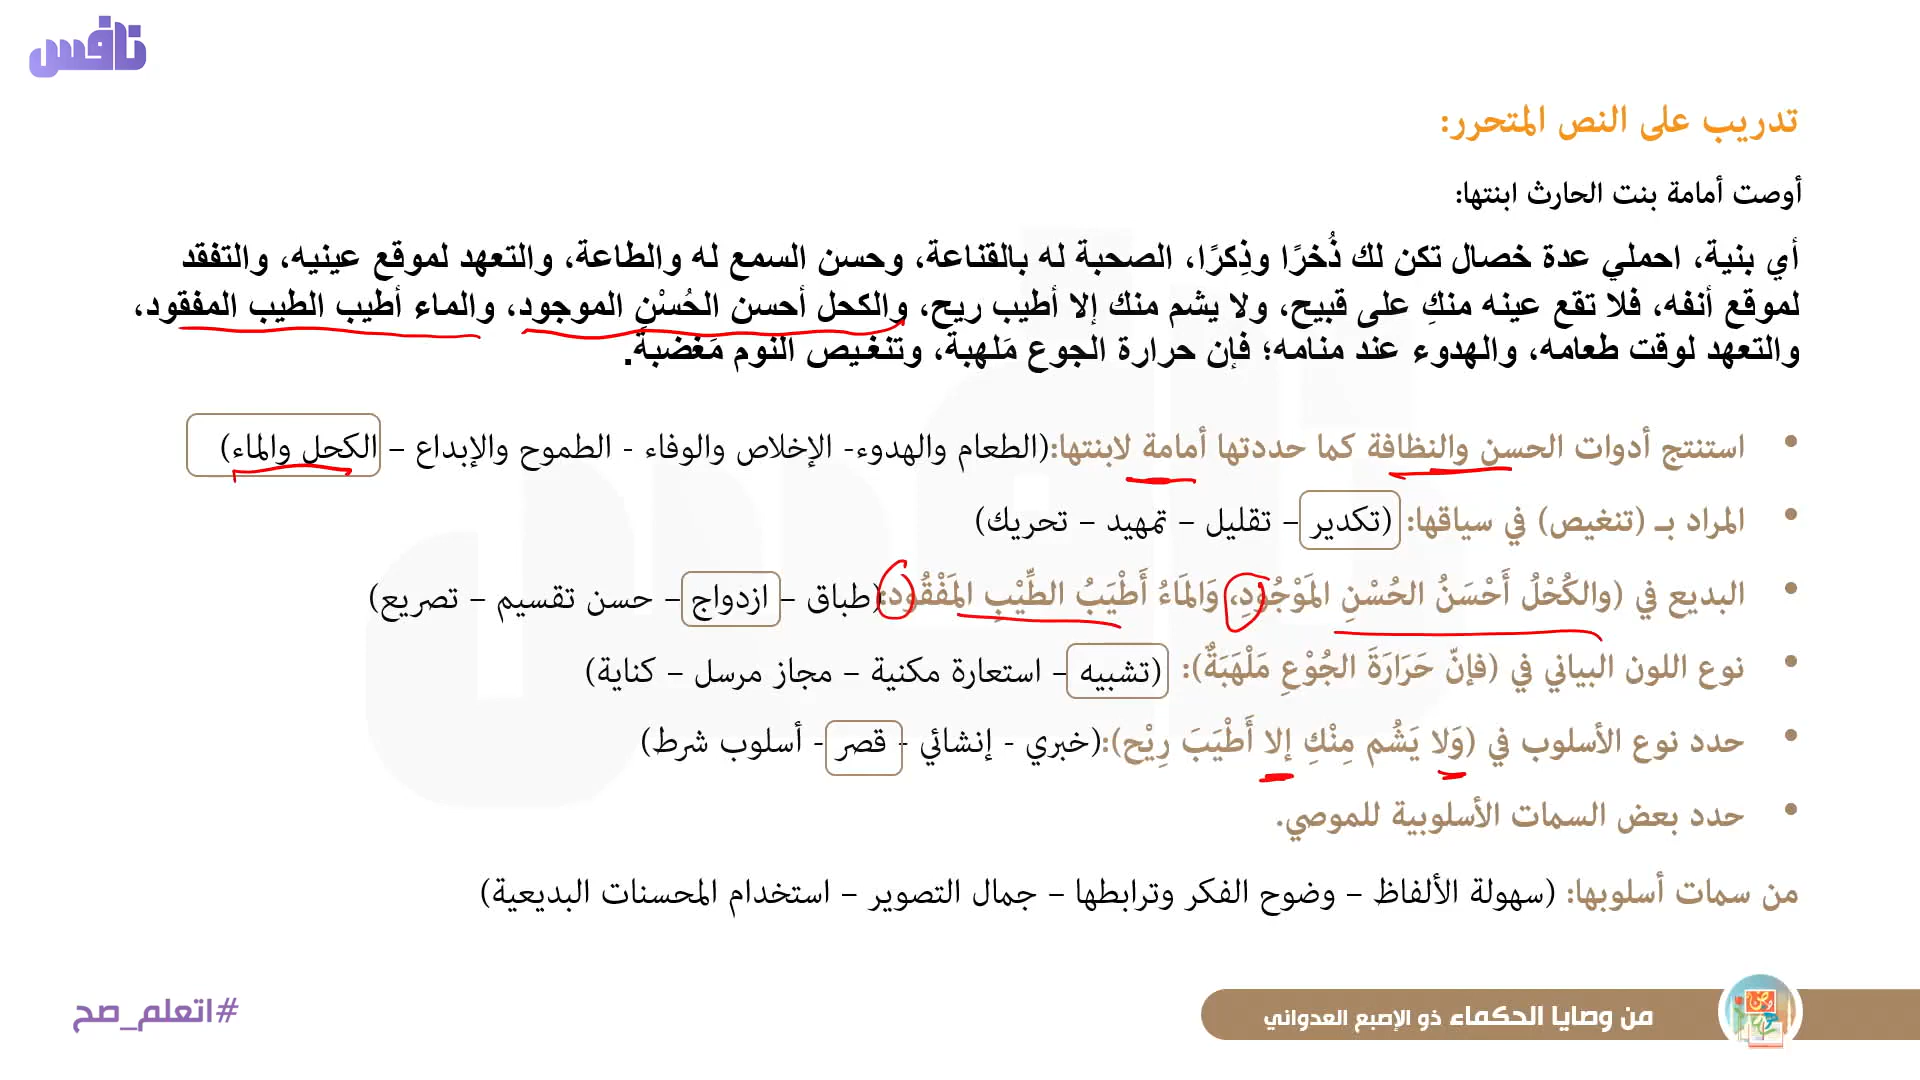 نافس
تدريب على النص المتحرر:
أوصت أمامة بنت الحارث ابنتها:
أي بنية، احملي عدة خصال تكن لك ذُخرًا وذِكرًا، الصحبة له بالقناعة، وحسن السمع له والطاعة، والتعهد لموقع عينيه، والتفقد
لموقع أنفه، فلا تقع عينه منكِ على قبيح، ولا يشم منك إلا أطيب ريح، والكحل أحسن الحُسْنِ الموجود، والماء أطيب الطيب المفقود،
والتعهد لوقت طعامه، والهدوء عند منامه؛ فإن حرارة الجوع مَلهبة، وتنغيص النوم مَغضبة.
• استنتج أدوات الحسن والنظافة كما حددتها أمامة لابنتها:(الطعام والهدوء- الإخلاص والوفاء - الطموح والإبداع – الكحل والماء)
• المراد بـ (تنغيص) في سياقها: (تكدير – تقليل – تمهيد – تحريك)
• البديع في (والكُحْلُ أَحْسَنُ الحُسْنِ المَوْجُودِ، وَالمَاءُ أَطْيَبُ الطِّيْبِ المَفْقُود:(طباق – ازدواج – حسن تقسيم – تصريع)
• نوع اللون البياني في (فإنّ حَرَارَةَ الجُوْعِ مَلْهَبَةٌ): (تشبيه – استعارة مكنية – مجاز مرسل – كناية)
• حدد نوع الأسلوب في (وَلا يَشُم مِنْكِ إلا أَطْيَبَ رِيْح):(خبري - إنشائي - قصر - أسلوب شرط)
• حدد بعض السمات الأسلوبية للموصي.
من سمات أسلوبها: (سهولة الألفاظ – وضوح الفكر وترابطها – جمال التصوير – استخدام المحسنات البديعية)
من وصايا الحكماء ذو الإصبع العدواني
#اتعلم_صح